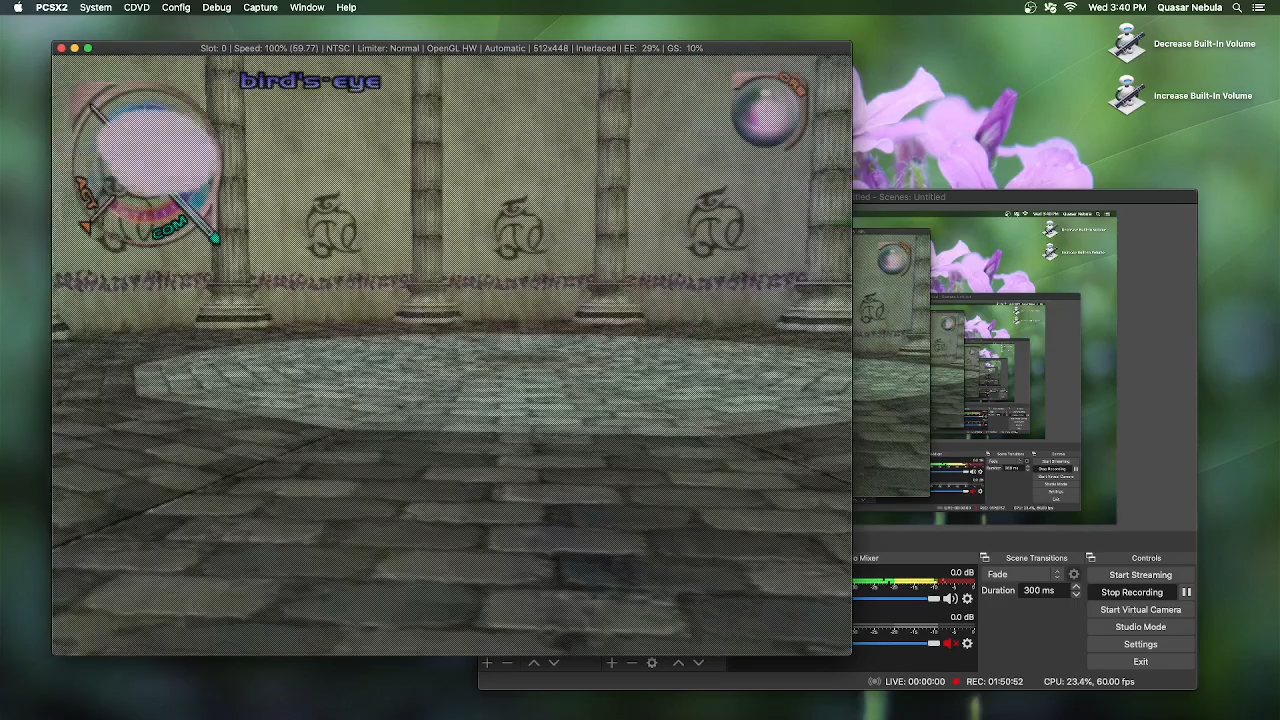 PCSX2 System CDVD Config Debug Capture Window Help
Wed 3:40 PM Quasar Nebula
Slot: 0 | Speed: 100% (59.77) | NTSC | Limiter: Normal | OpenGL HW | Automatic | 512x448 | Interlaced | EE: 29% | GS: 10%
Decrease Built-In Volume
Increase Built-In Volume
bird's-eye
CAM
ACT
COM
tled - Scenes: Untitled
o Mixer
Scene Transitions
Controls
0.0 dB
Fade
Start Streaming
Duration 300 ms
Stop Recording
Start Virtual Camera
0.0 dB
Studio Mode
Settings
Exit
LIVE: 00:00:00
REC: 01:50:52
CPU: 23.4%, 60.00 fps